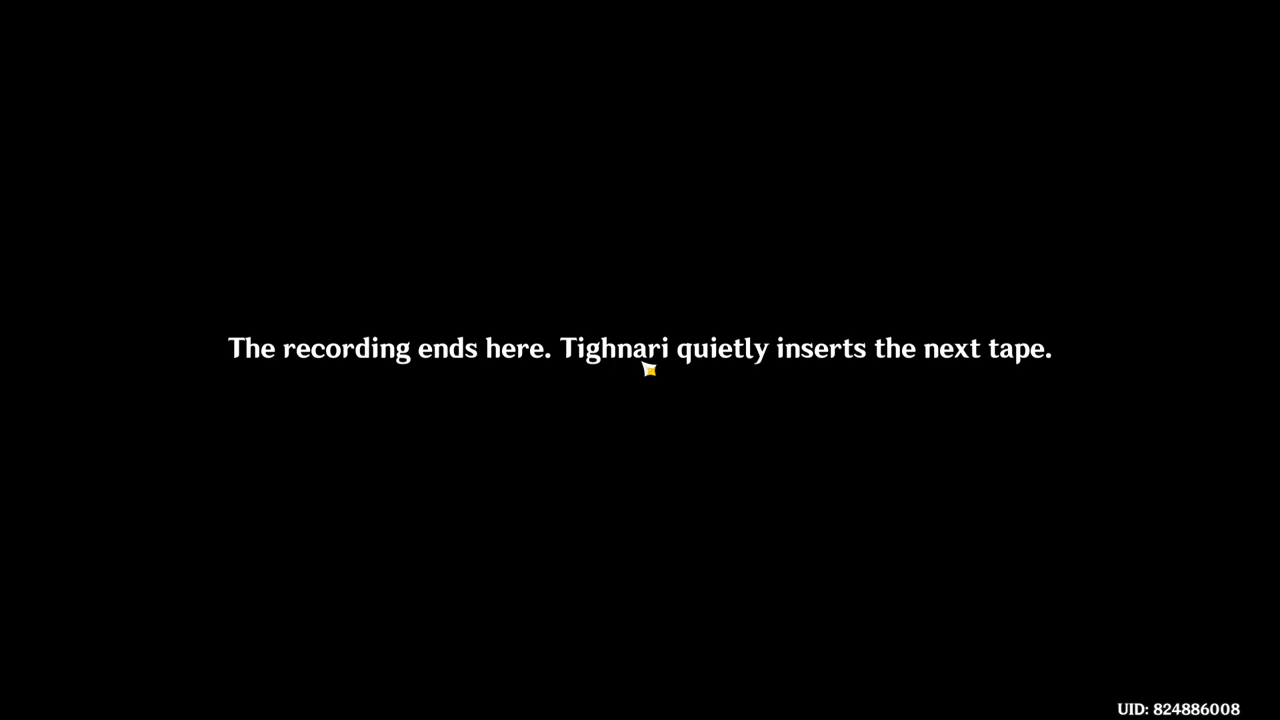 The recording ends here. Tighnari quietly inserts the next tape.
UID: 824886008